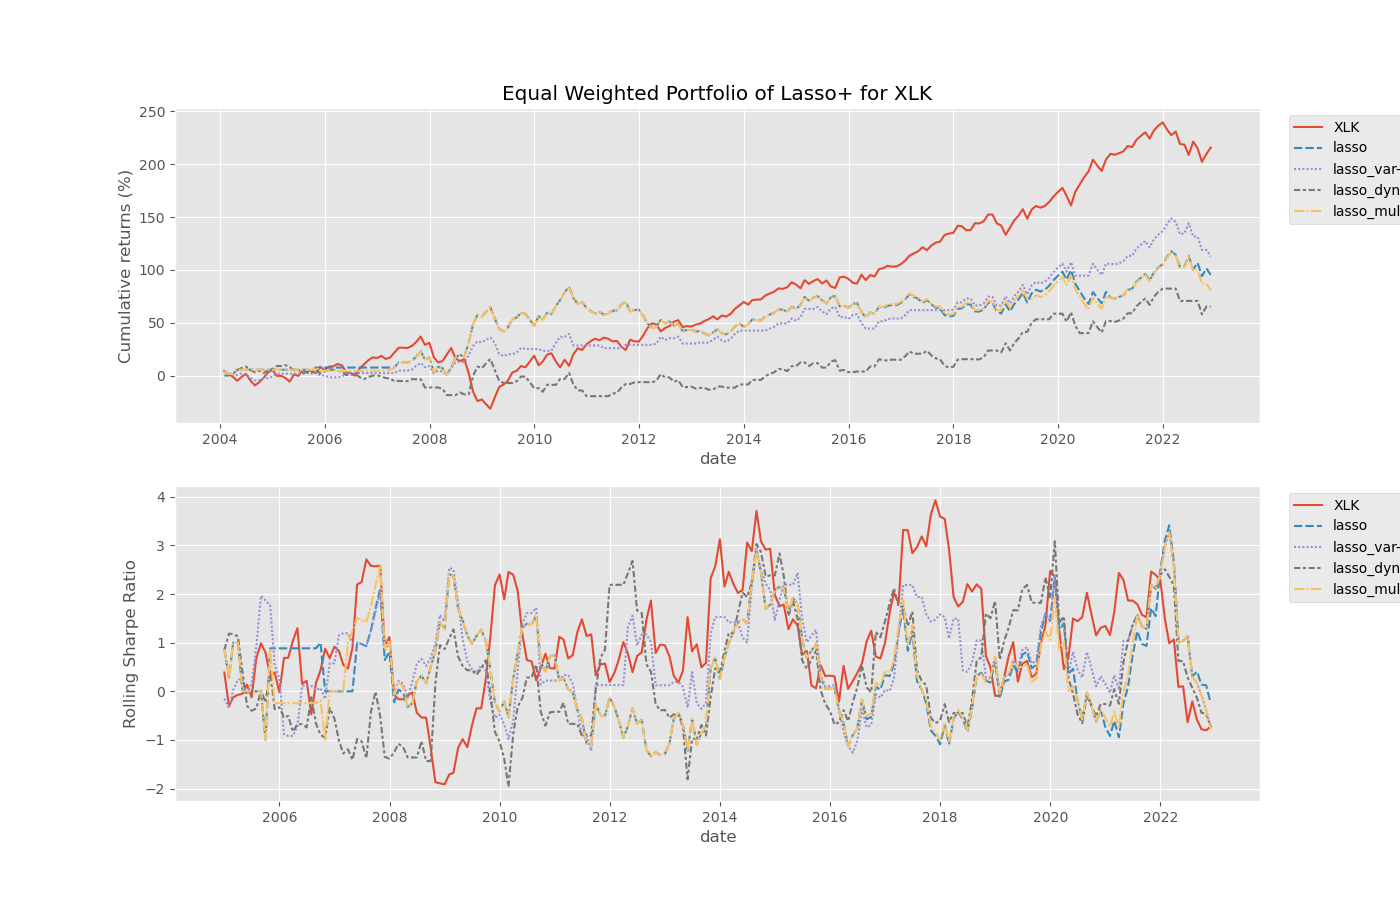 Equal Weighted Portfolio of Lasso+ for XLK
Cumulative returns (%)
250
200
150
100
50
0
2004 2006 2008 2010 2012 2014 2016 2018 2020 2022
date
XLK
lasso
lasso_var-
lasso_dyn
lasso_mul
Rolling Sharpe Ratio
4
3
2
1
0
−1
−2
2006 2008 2010 2012 2014 2016 2018 2020 2022
date
XLK
lasso
lasso_var-
lasso_dyn
lasso_mul